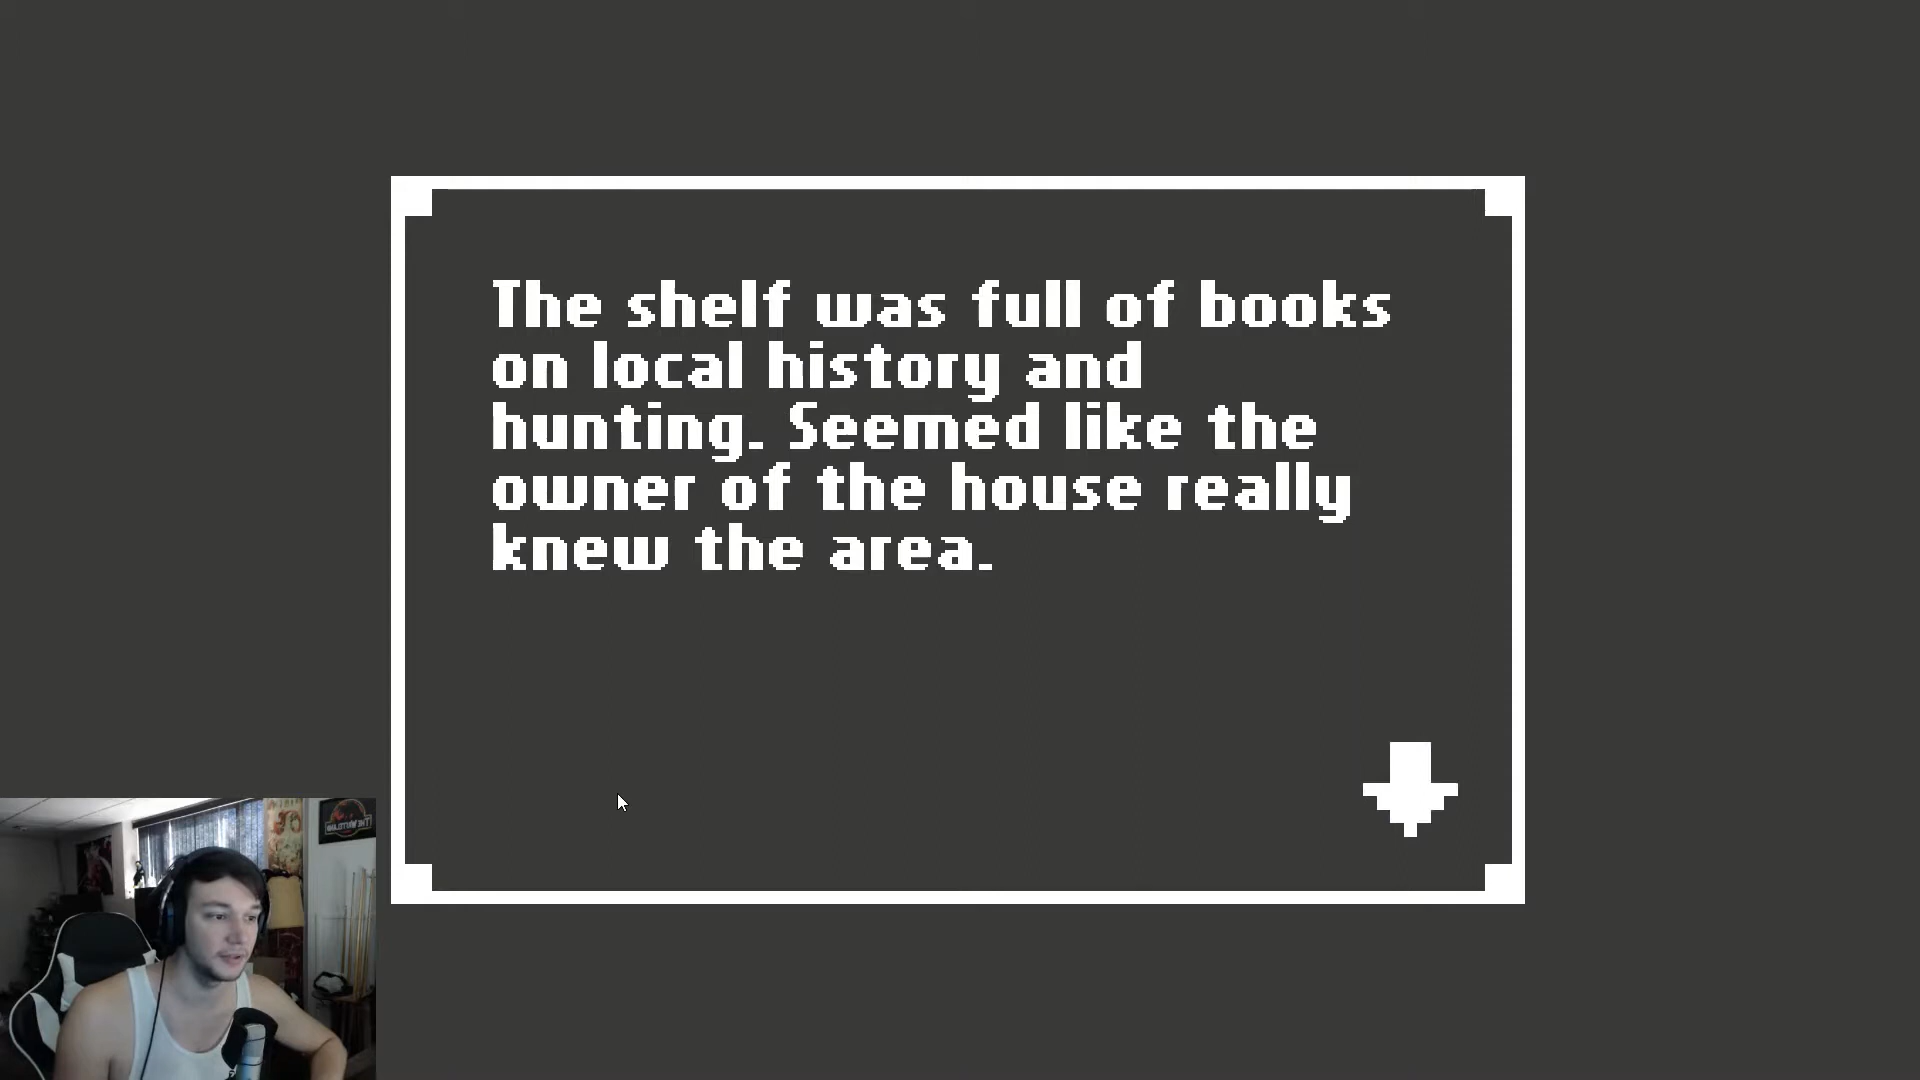 The shelf was full of books
on local history and
hunting. Seemed like the
owner of the house really
knew the area.